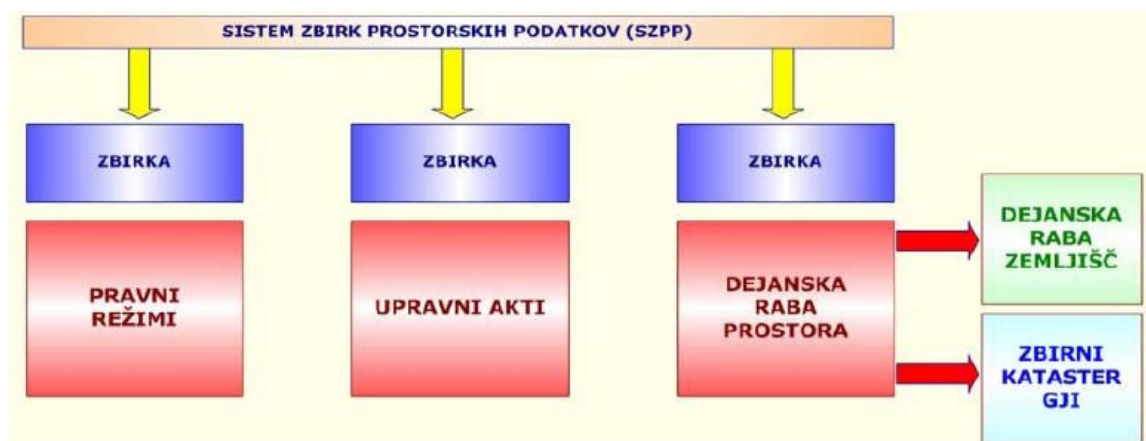 SISTEM ZBIRK PROSTORSKIH PODATKOV (SZPP)
ZBIRKA
ZBIRKA
ZBIRKA
PRAVNI
REŽIMI
UPRAVNI AKTI
DEJANSKA
RABA
PROSTORA
DEJANSKA
RABA
ZEMLJIŠČ
ZBIRNI
KATASTER
GJI